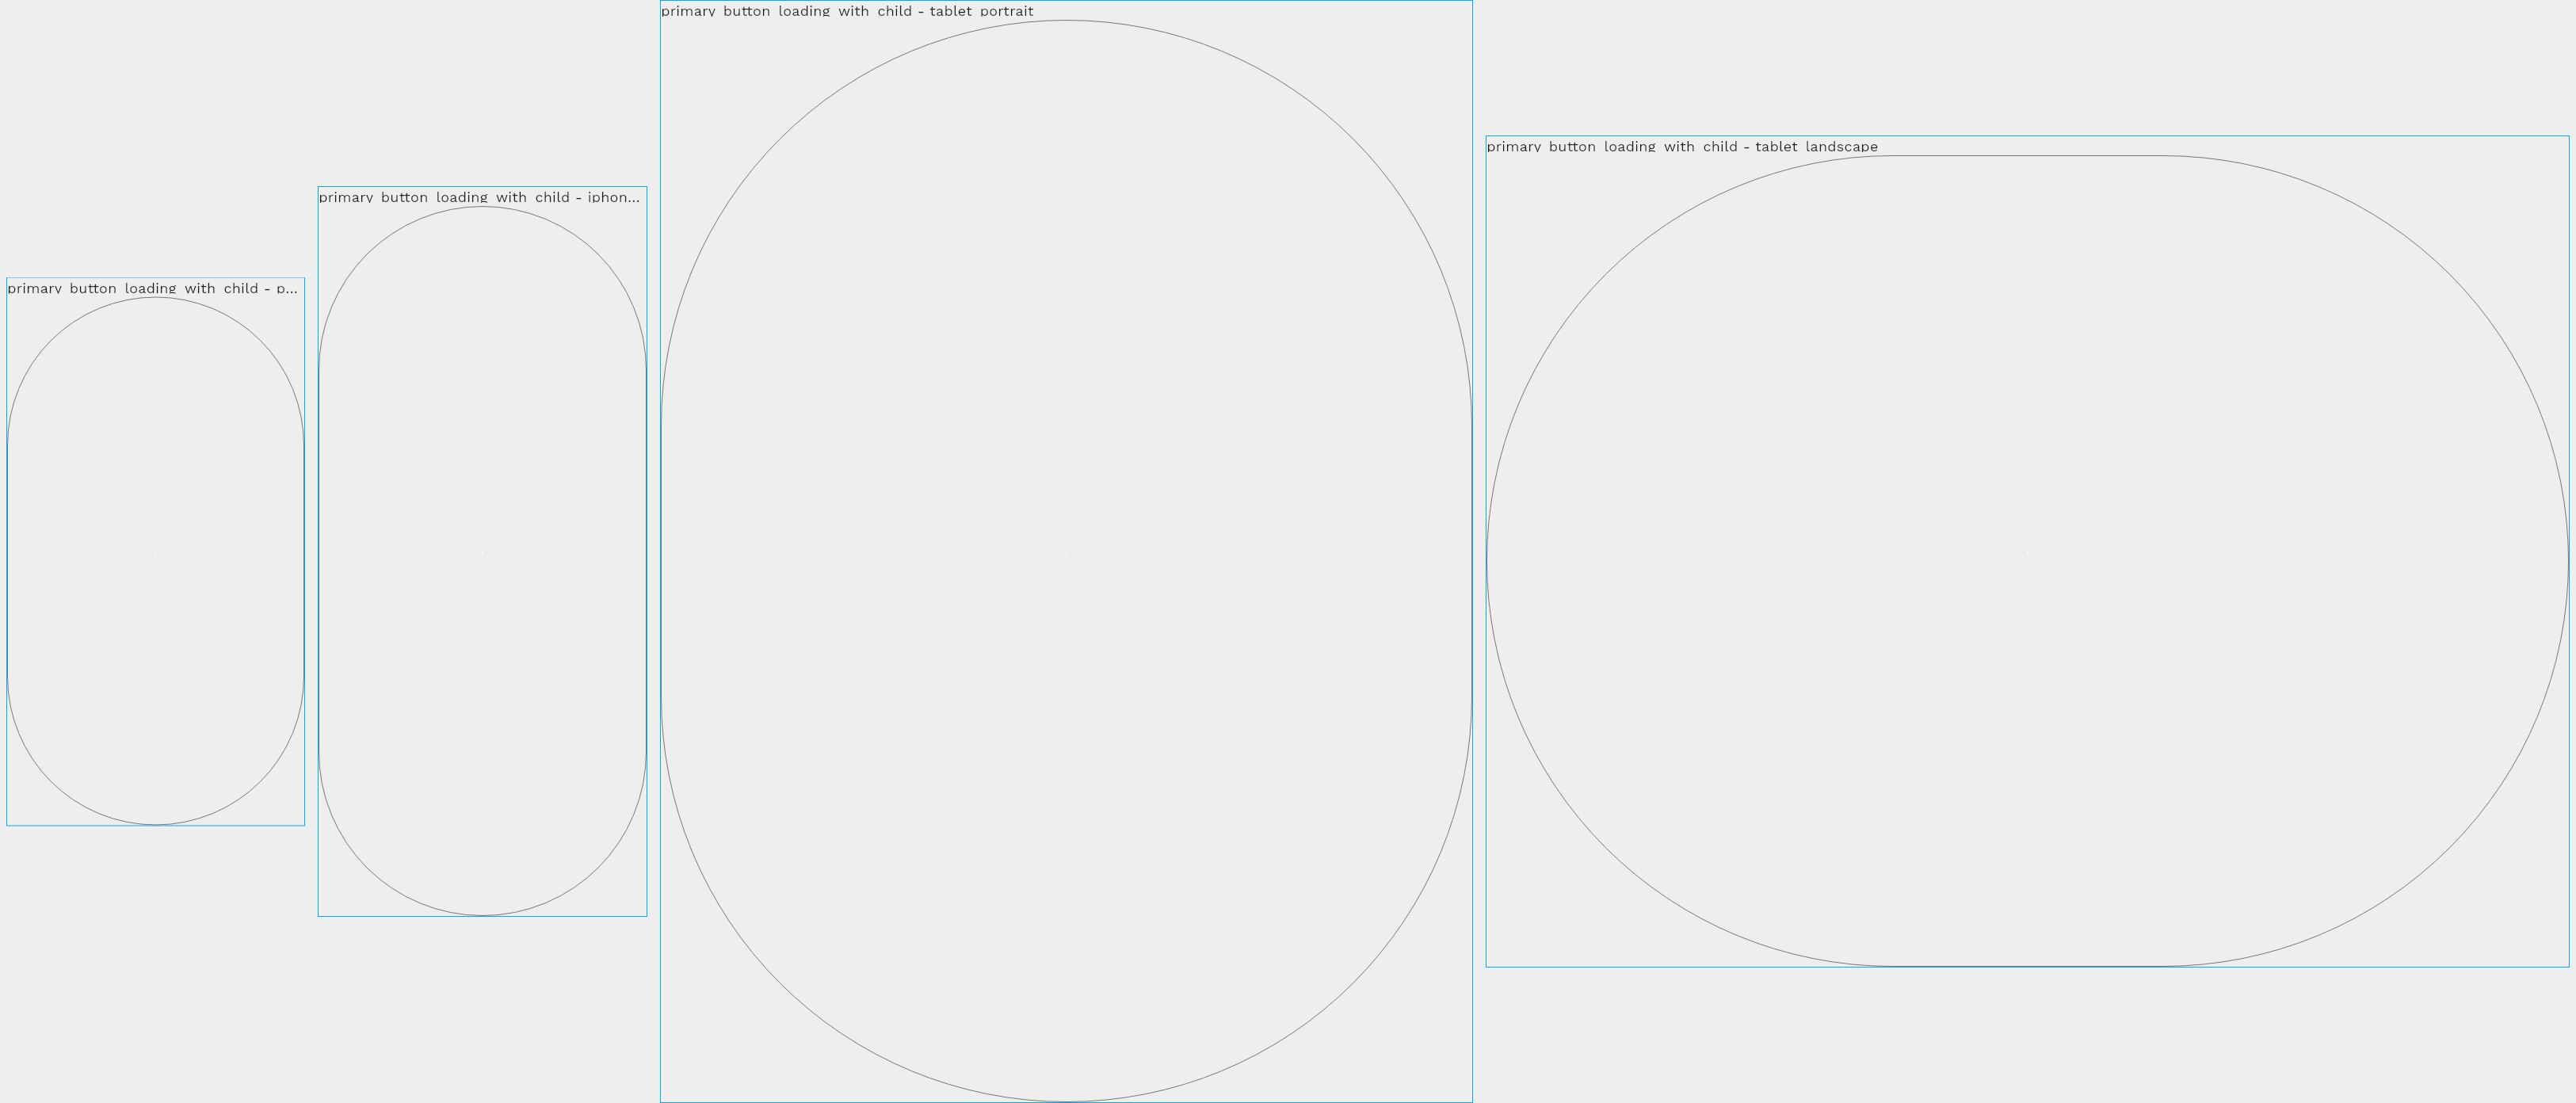 primary button loading with child - p...
primary button loading with child - iphon...
primary button loading with child - tablet portrait
primary button loading with child - tablet landscape